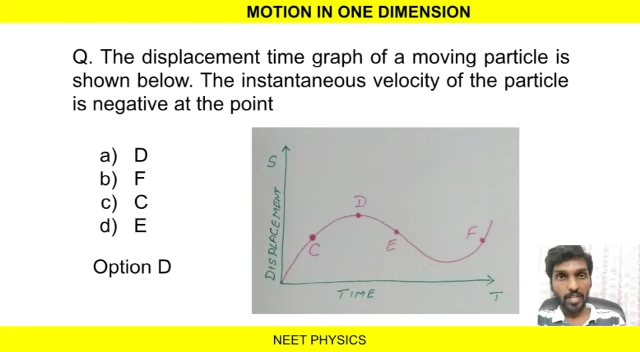 MOTION IN ONE DIMENSION
Q. The displacement time graph of a moving particle is
shown below. The instantaneous velocity of the particle
is negative at the point
a) D
b) F
c) C
d) E
Option D
S
DISPLACEMENT
C
D
E
F
TIME
T
NEET PHYSICS